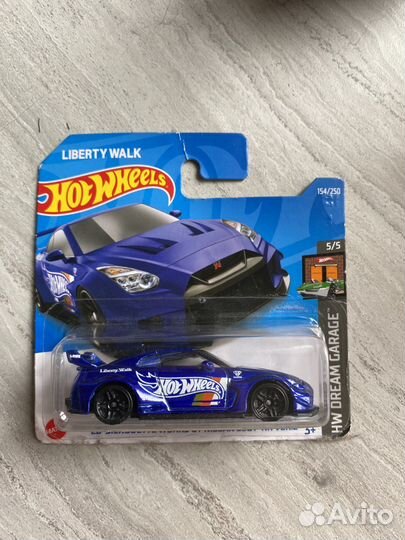 LIBERTY WALK
Hot Wheels
154/250
5/5
HW DREAM GARAGE
Liberty Walk
HOT WHEELS
3+
Avito